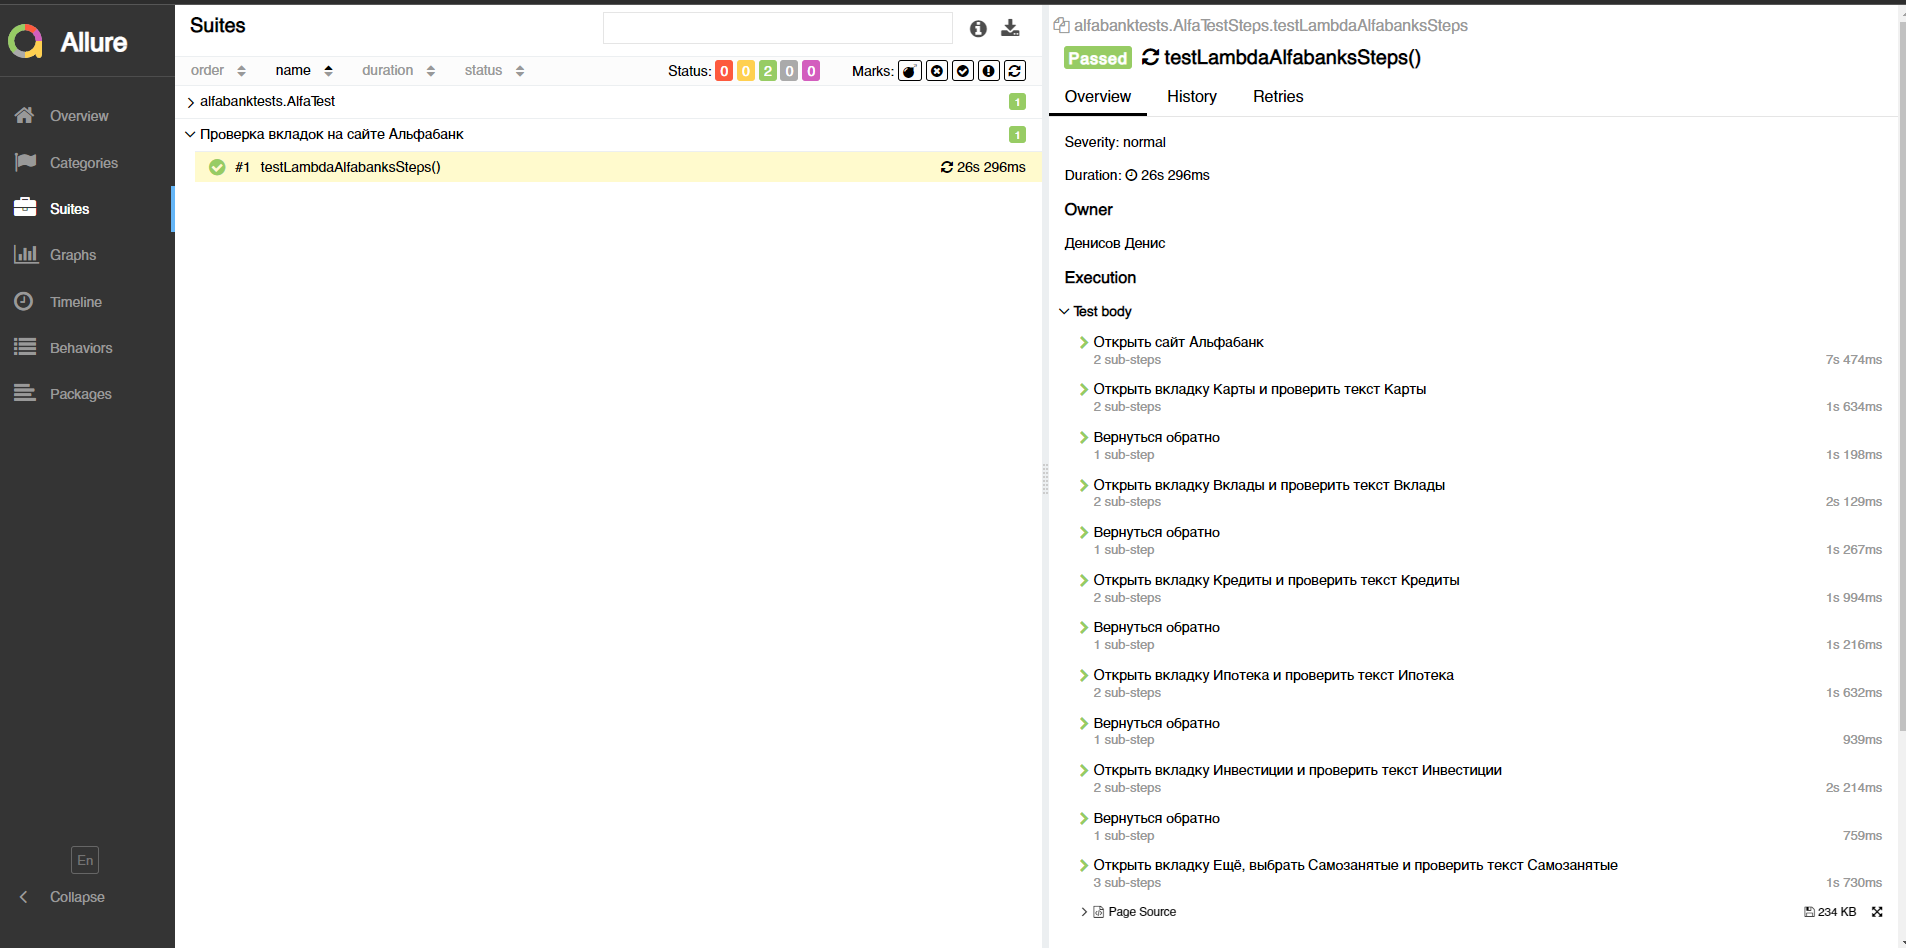 Allure
Overview
Categories
Suites
Graphs
Timeline
Behaviors
Packages
En
Collapse
Suites
order name duration status Status: 0 0 2 0 0 Marks:
alfabanktests.AlfaTest 1
Проверка вкладок на сайте Альфабанк 1
#1 testLambdaAlfabanksSteps() 26s 296ms
alfabanktests.AlfaTestSteps.testLambdaAlfabanksSteps
Passed testLambdaAlfabanksSteps()
Overview History Retries
Severity: normal
Duration: 26s 296ms
Owner
Денисов Денис
Execution
Test body
Открыть сайт Альфабанк
2 sub-steps 7s 474ms
Открыть вкладку Карты и проверить текст Карты
2 sub-steps 1s 634ms
Вернуться обратно
1 sub-step 1s 198ms
Открыть вкладку Вклады и проверить текст Вклады
2 sub-steps 2s 129ms
Вернуться обратно
1 sub-step 1s 267ms
Открыть вкладку Кредиты и проверить текст Кредиты
2 sub-steps 1s 994ms
Вернуться обратно
1 sub-step 1s 216ms
Открыть вкладку Ипотека и проверить текст Ипотека
2 sub-steps 1s 632ms
Вернуться обратно
1 sub-step 939ms
Открыть вкладку Инвестиции и проверить текст Инвестиции
2 sub-steps 2s 214ms
Вернуться обратно
1 sub-step 759ms
Открыть вкладку Ещё, выбрать Самозанятые и проверить текст Самозанятые
3 sub-steps 1s 730ms
Page Source 234 KB